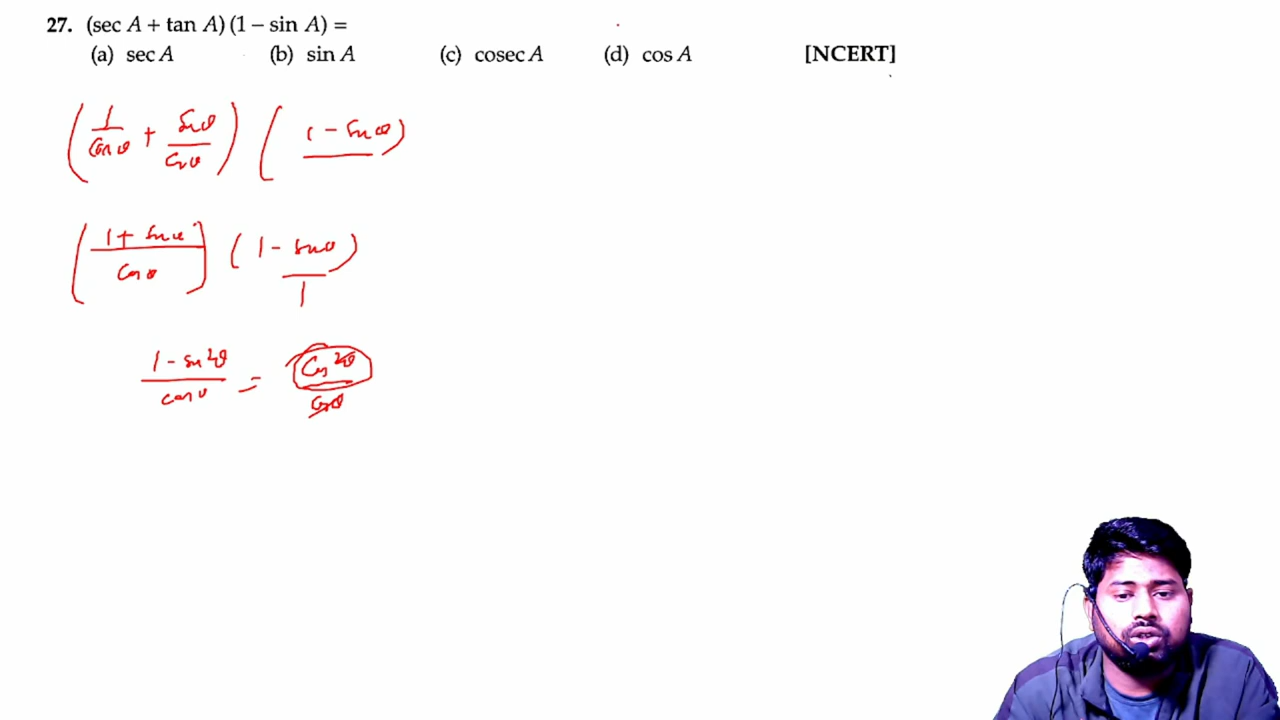 27. (sec A + tan A) (1 − sin A) =
(a) sec A (b) sin A (c) cosec A (d) cos A [NCERT]
(1/cosθ + sinθ/cosθ) (1 − sinθ)
(1 + sinθ/cosθ) (1 − sinθ)/1
1 − sin²θ/cosθ = cos²θ/cosθ